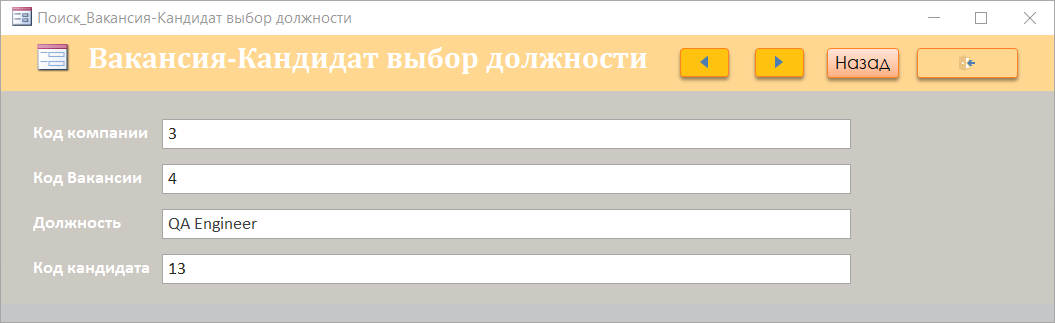 Поиск_Вакансия-Кандидат выбор должности
Вакансия-Кандидат выбор должности
Назад
Код компании 3
Код Вакансии 4
Должность QA Engineer
Код кандидата 13